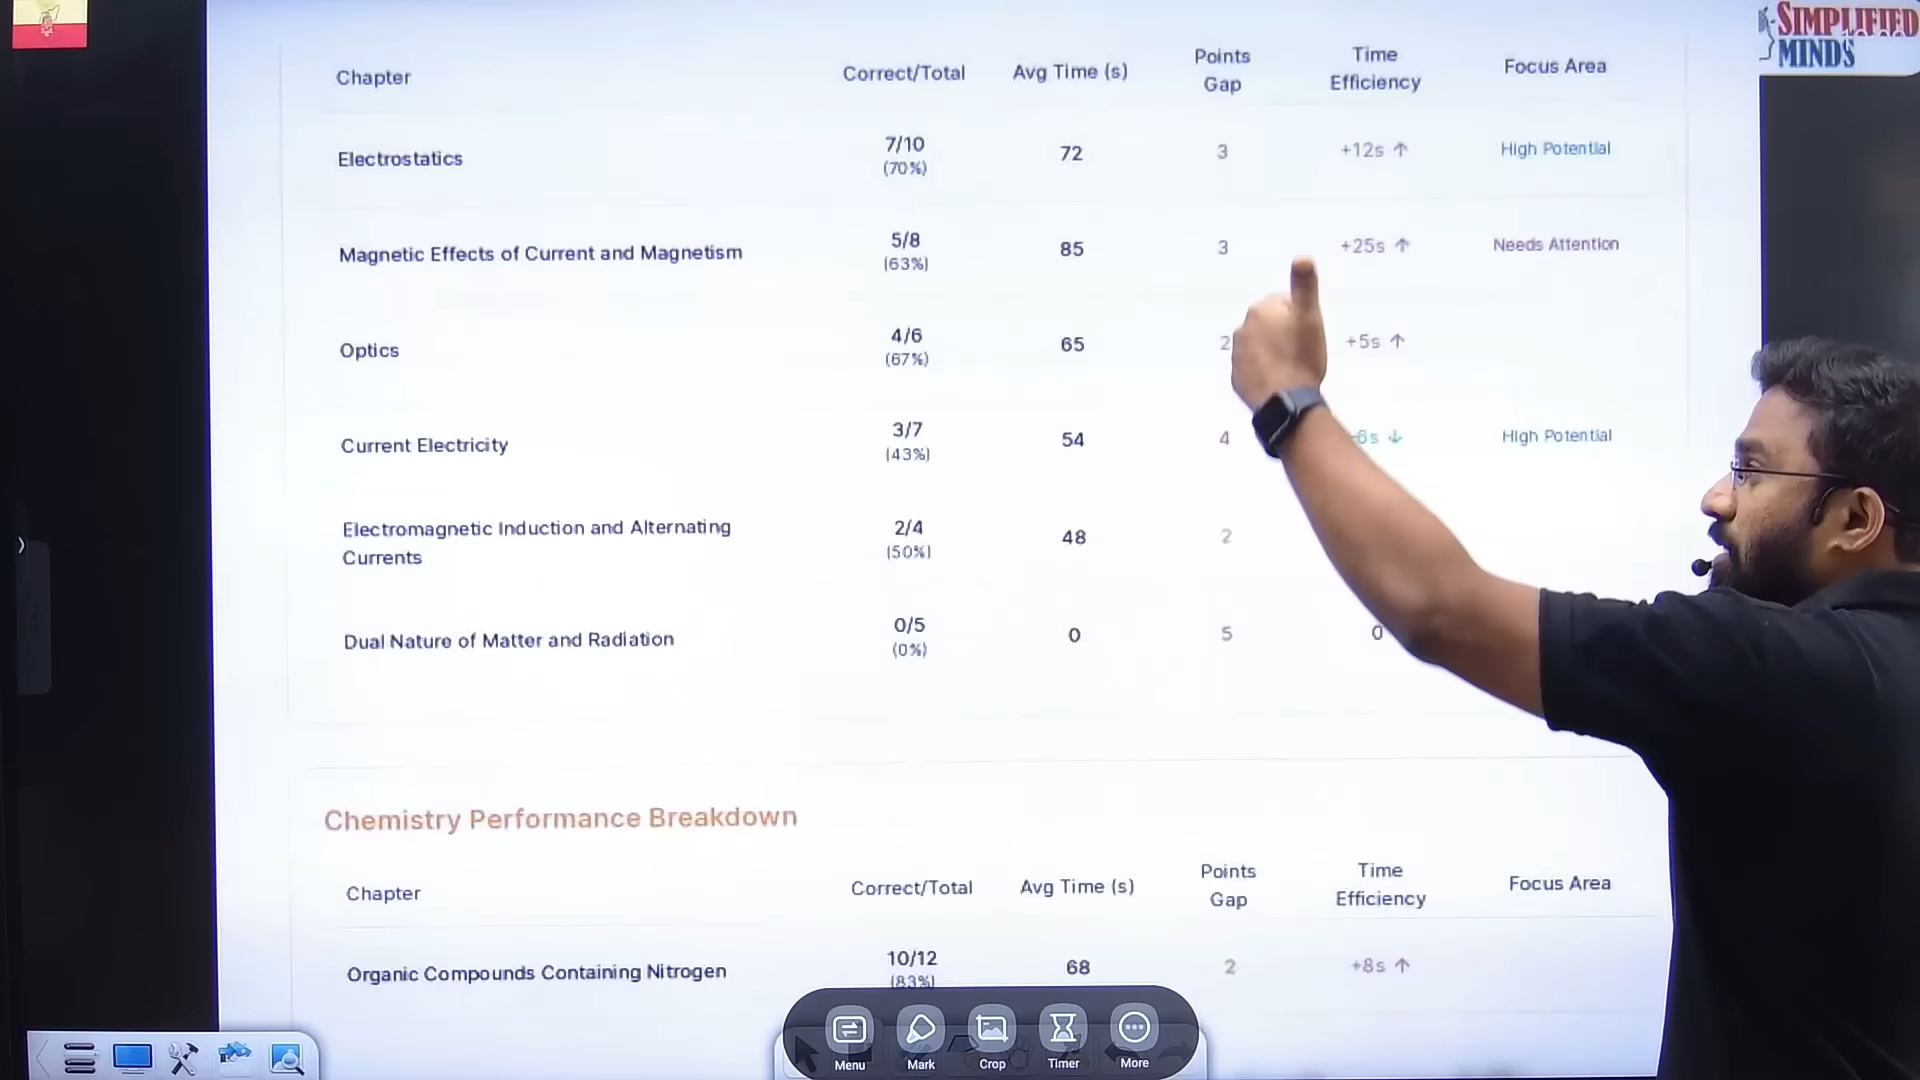 SIMPLIFIED
MINDS
Chapter
Correct/Total
Avg Time (s)
Points
Gap
Time
Efficiency
Focus Area
Electrostatics
7/10
(70%)
72
3
+12s ↑
High Potential
Magnetic Effects of Current and Magnetism
5/8
(63%)
85
3
+25s ↑
Needs Attention
Optics
4/6
(67%)
65
2
+5s ↑
Current Electricity
3/7
(43%)
54
4
-6s ↓
High Potential
Electromagnetic Induction and Alternating
Currents
2/4
(50%)
48
2
Dual Nature of Matter and Radiation
0/5
(0%)
0
5
0
Chemistry Performance Breakdown
Chapter
Correct/Total
Avg Time (s)
Points
Gap
Time
Efficiency
Focus Area
Organic Compounds Containing Nitrogen
10/12
(83%)
68
2
+8s ↑
Menu
Mark
Crop
Timer
More